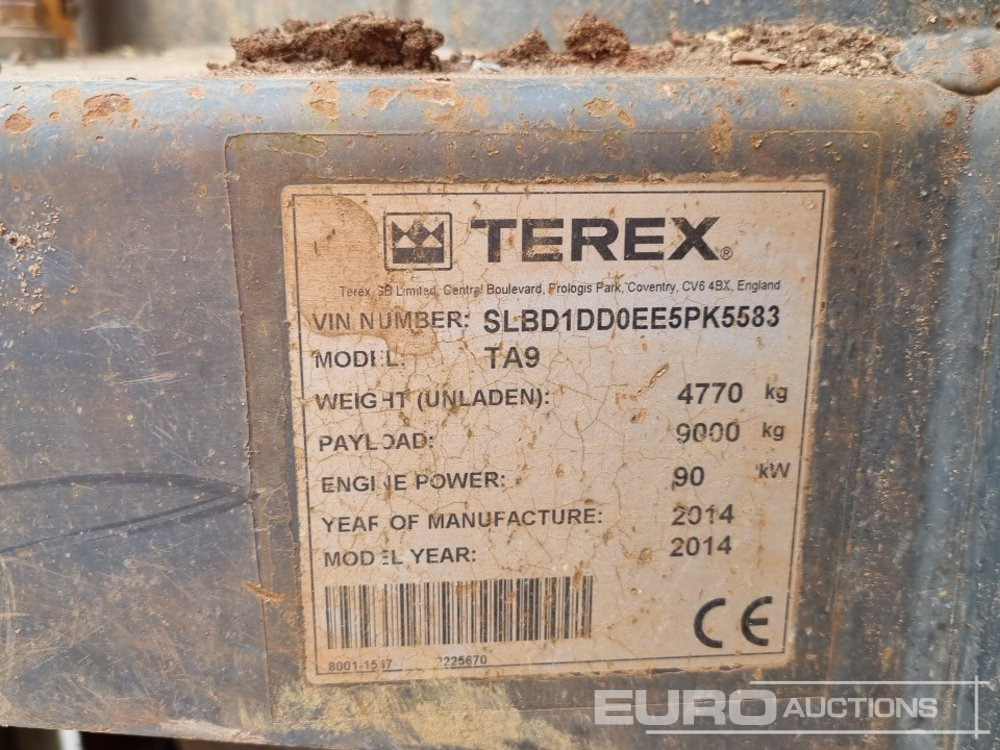 TEREX®
Terex GB Limited, Central Boulevard, Prologis Park, Coventry, CV6 4BX, England
VIN NUMBER: SLBD1DD0EE5PK5583
MODEL: TA9
WEIGHT (UNLADEN): 4770 kg
PAYLOAD: 9000 kg
ENGINE POWER: 90 kW
YEAR OF MANUFACTURE: 2014
MODEL YEAR: 2014
CE
2225670
EURO AUCTIONS